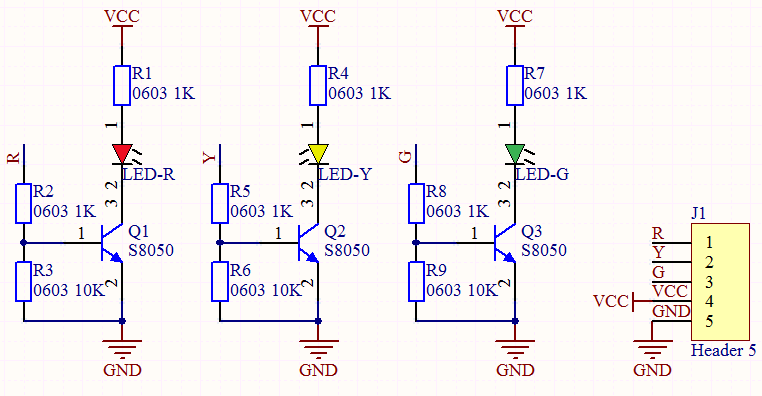 VCC
R1
0603 1K
1
LED-R
2
3
R
R2
0603 1K
1
Q1
S8050
R3
0603 10K
2
GND
VCC
R4
0603 1K
1
LED-Y
2
3
Y
R5
0603 1K
1
Q2
S8050
R6
0603 10K
2
GND
VCC
R7
0603 1K
1
LED-G
2
3
G
R8
0603 1K
1
Q3
S8050
R9
0603 10K
2
GND
J1
R 1
Y 2
G 3
VCC VCC 4
GND 5
Header 5
GND